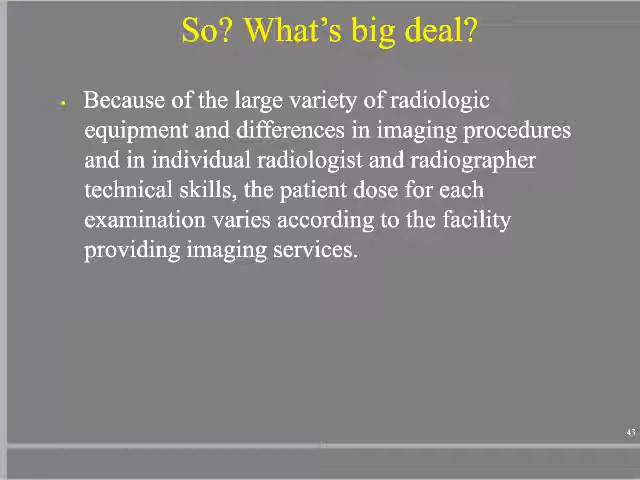 So? What's big deal?
• Because of the large variety of radiologic
equipment and differences in imaging procedures
and in individual radiologist and radiographer
technical skills, the patient dose for each
examination varies according to the facility
providing imaging services.
43